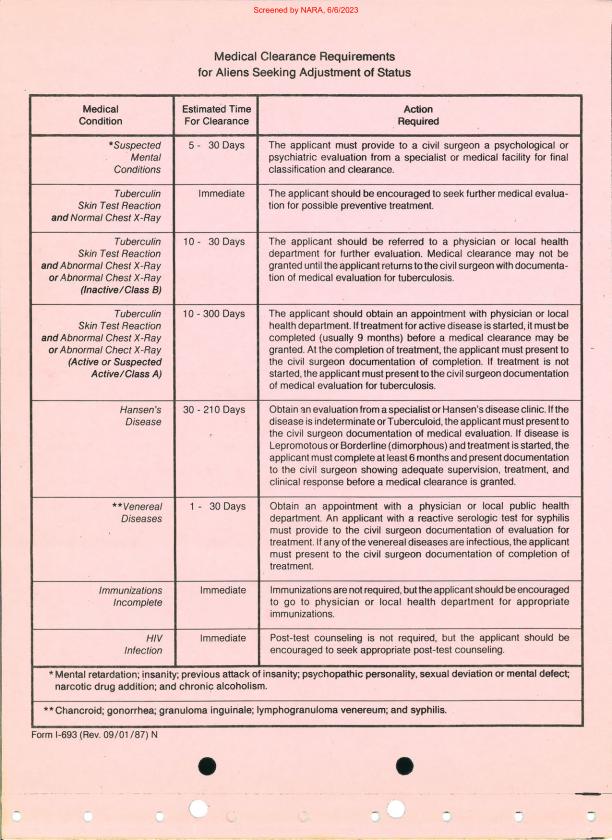 Screened by NARA, 6/6/2023
Medical Clearance Requirements
for Aliens Seeking Adjustment of Status
Medical
Condition
Estimated Time
For Clearance
Action
Required
*Suspected
Mental
Conditions
5 - 30 Days
The applicant must provide to a civil surgeon a psychological or
psychiatric evaluation from a specialist or medical facility for final
classification and clearance.
Tuberculin
Skin Test Reaction
and Normal Chest X-Ray
Immediate
The applicant should be encouraged to seek further medical evalua-
tion for possible preventive treatment.
Tuberculin
Skin Test Reaction
and Abnormal Chest X-Ray
or Abnormal Chest X-Ray
(Inactive/Class B)
10 - 30 Days
The applicant should be referred to a physician or local health
department for further evaluation. Medical clearance may not be
granted until the applicant returns to the civil surgeon with documenta-
tion of medical evaluation for tuberculosis.
Tuberculin
Skin Test Reaction
and Abnormal Chest X-Ray
or Abnormal Chect X-Ray
(Active or Suspected
Active/Class A)
10 - 300 Days
The applicant should obtain an appointment with physician or local
health department. If treatment for active disease is started, it must be
completed (usually 9 months) before a medical clearance may be
granted. At the completion of treatment, the applicant must present to
the civil surgeon documentation of completion. If treatment is not
started, the applicant must present to the civil surgeon documentation
of medical evaluation for tuberculosis.
Hansen's
Disease
30 - 210 Days
Obtain an evaluation from a specialist or Hansen's disease clinic. If the
disease is indeterminate or Tuberculoid, the applicant must present to
the civil surgeon documentation of medical evaluation. If disease is
Lepromotous or Borderline (dimorphous) and treatment is started, the
applicant must complete at least 6 months and present documentation
to the civil surgeon showing adequate supervision, treatment, and
clinical response before a medical clearance is granted.
**Venereal
Diseases
1 - 30 Days
Obtain an appointment with a physician or local public health
department. An applicant with a reactive serologic test for syphilis
must provide to the civil surgeon documentation of evaluation for
treatment. If any of the venereal diseases are infectious, the applicant
must present to the civil surgeon documentation of completion of
treatment.
Immunizations
Incomplete
Immediate
Immunizations are not required, but the applicant should be encouraged
to go to physician or local health department for appropriate
immunizations.
HIV
Infection
Immediate
Post-test counseling is not required, but the applicant should be
encouraged to seek appropriate post-test counseling.
* Mental retardation; insanity; previous attack of insanity; psychopathic personality, sexual deviation or mental defect;
narcotic drug addition; and chronic alcoholism.
** Chancroid; gonorrhea; granuloma inguinale; lymphogranuloma venereum; and syphilis.
Form I-693 (Rev. 09/01/87) N